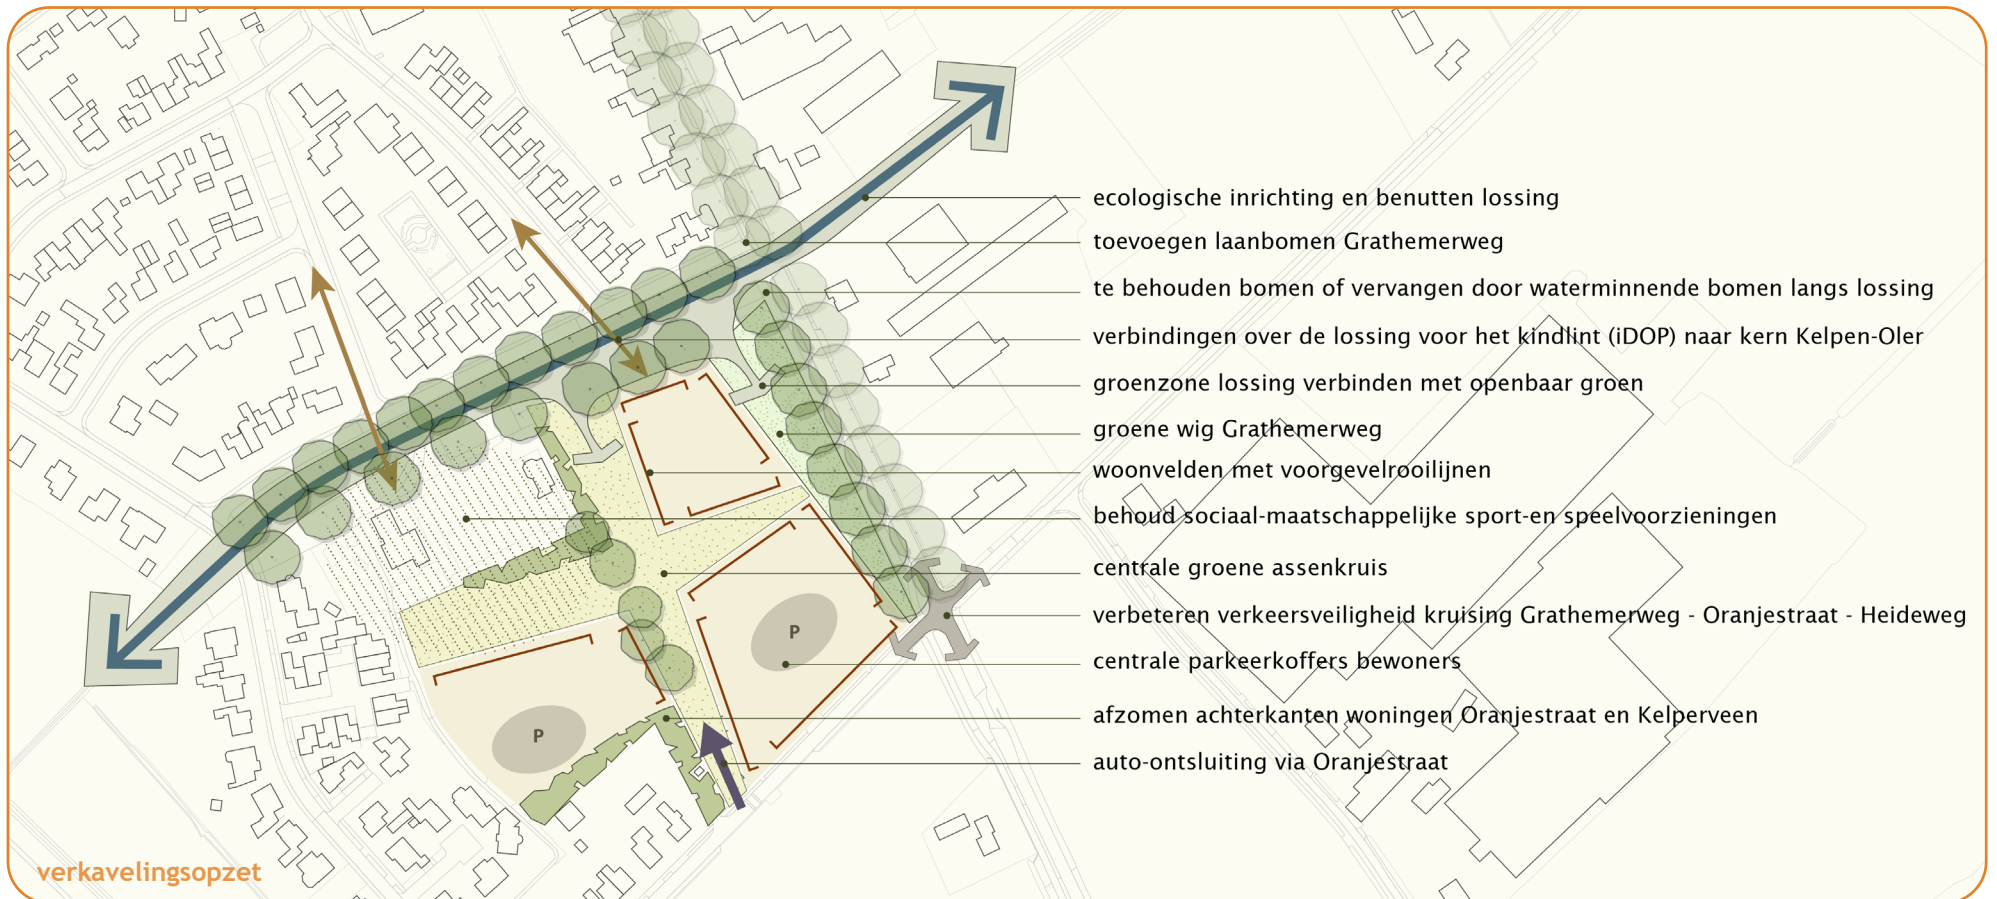 ecologische inrichting en benutten lossing
toevoegen laanbomen Grathemerweg
te behouden bomen of vervangen door waterminnende bomen langs lossing
verbindingen over de lossing voor het kindlint (iDOP) naar kern Kelpen-Oler
groenzone lossing verbinden met openbaar groen
groene wig Grathemerweg
woonvelden met voorgevelrooilijnen
behoud sociaal-maatschappelijke sport-en speelvoorzieningen
centrale groene assenkruis
verbeteren verkeersveiligheid kruising Grathemerweg - Oranjestraat - Heideweg
P
centrale parkeerkoffers bewoners
afzomen achterkanten woningen Oranjestraat en Kelperveen
P
auto-ontsluiting via Oranjestraat
verkavelingsopzet